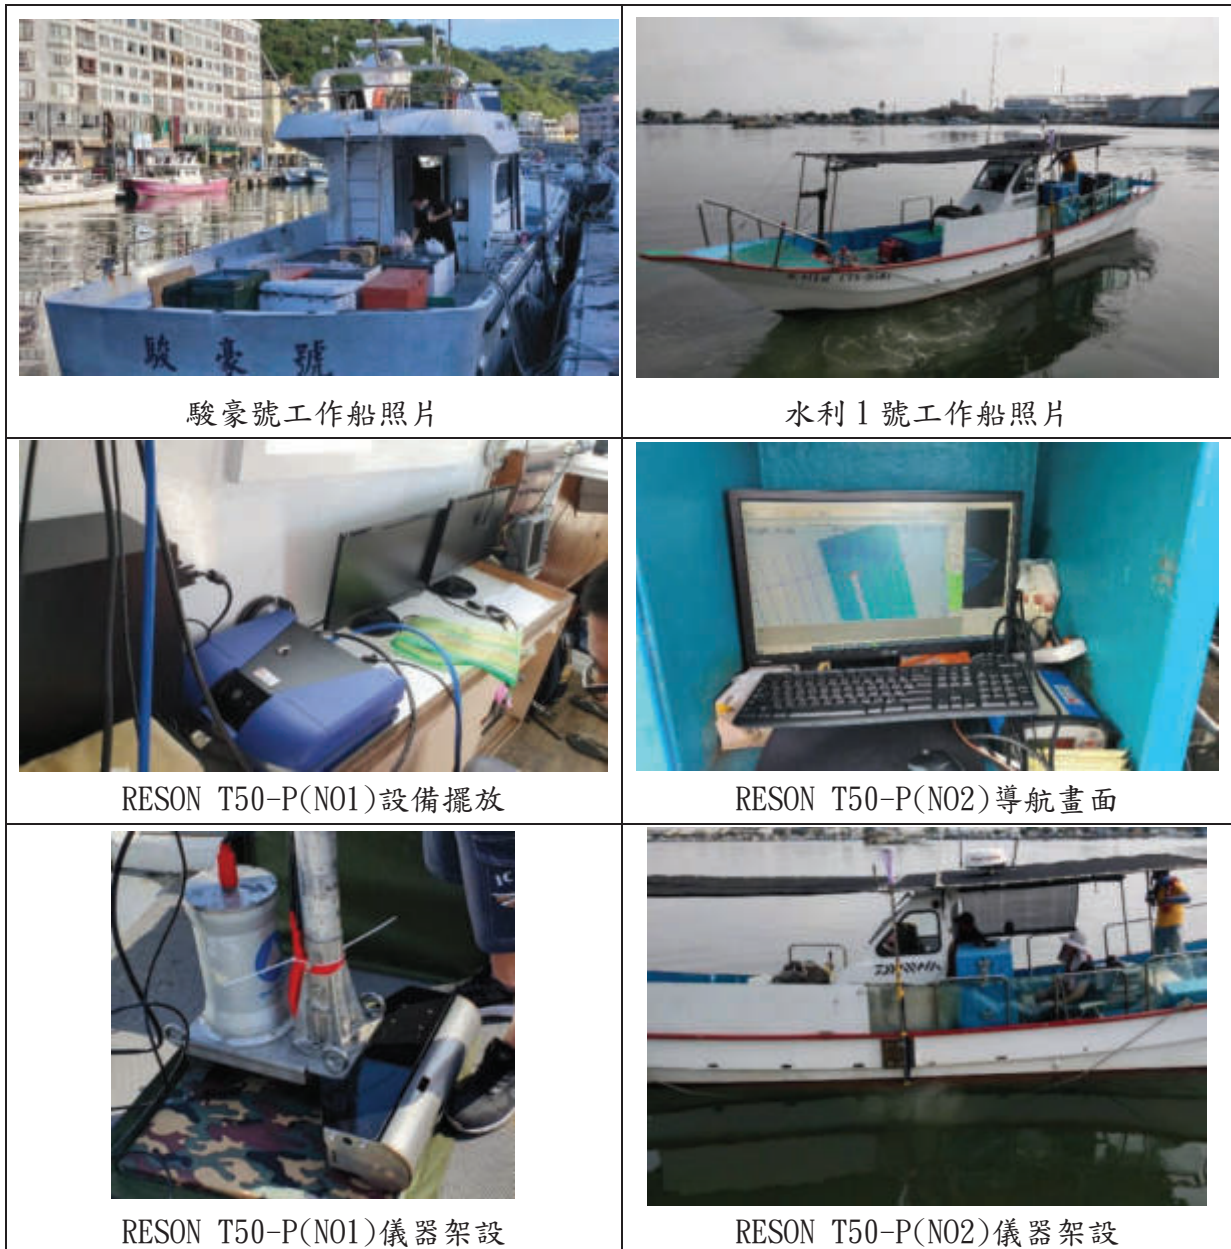 駿豪號
駿豪號工作船照片
水利1號工作船照片
RESON T50-P(NO1)設備擺放
RESON T50-P(NO2)導航畫面
RESON T50-P(NO1)儀器架設
RESON T50-P(NO2)儀器架設